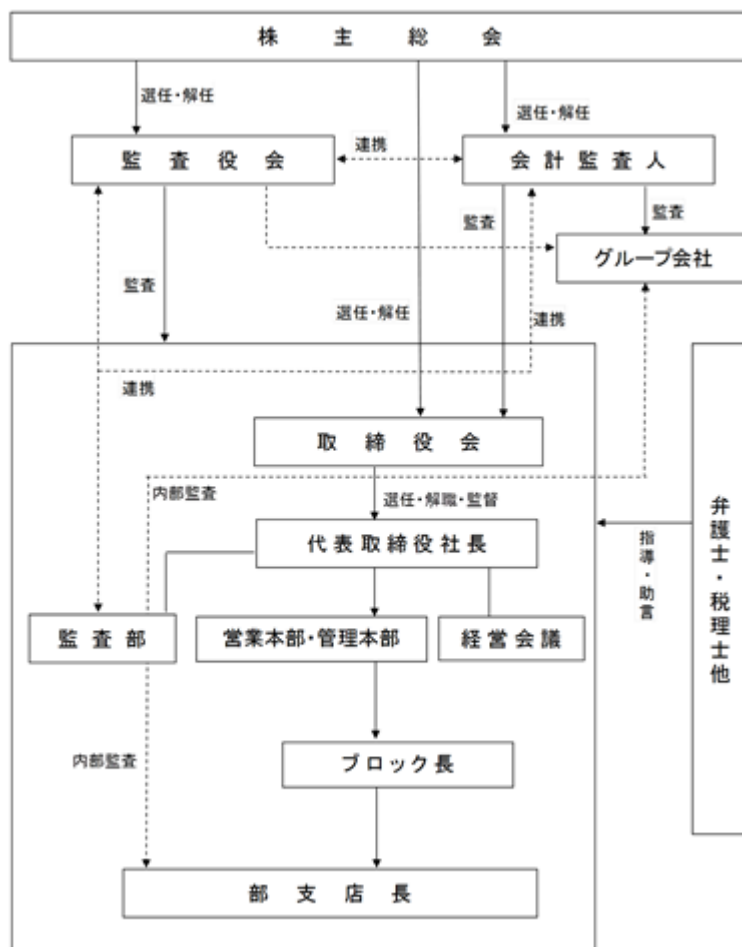 株主総会
選任・解任
選任・解任
監査役会
連携
会計監査人
監査
監査
グループ会社
監査
選任・解任
連携
連携
取締役会
内部監査
選任・解職・監督
代表取締役社長
指導・助言
弁護士・税理士他
監査部
営業本部・管理本部
経営会議
内部監査
ブロック長
部支店長